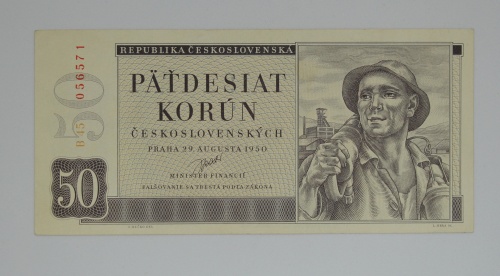 REPUBLIKA ČESKOSLOVENSKÁ
PÄŤDESIAT
KORÚN
ČESKOSLOVENSKÝCH
PRAHA 29. AUGUSTA 1950
MINISTER FINANCIÍ
FALŠOVANIE SA TRESTÁ PODĽA ZÁKONA
50
50
056571